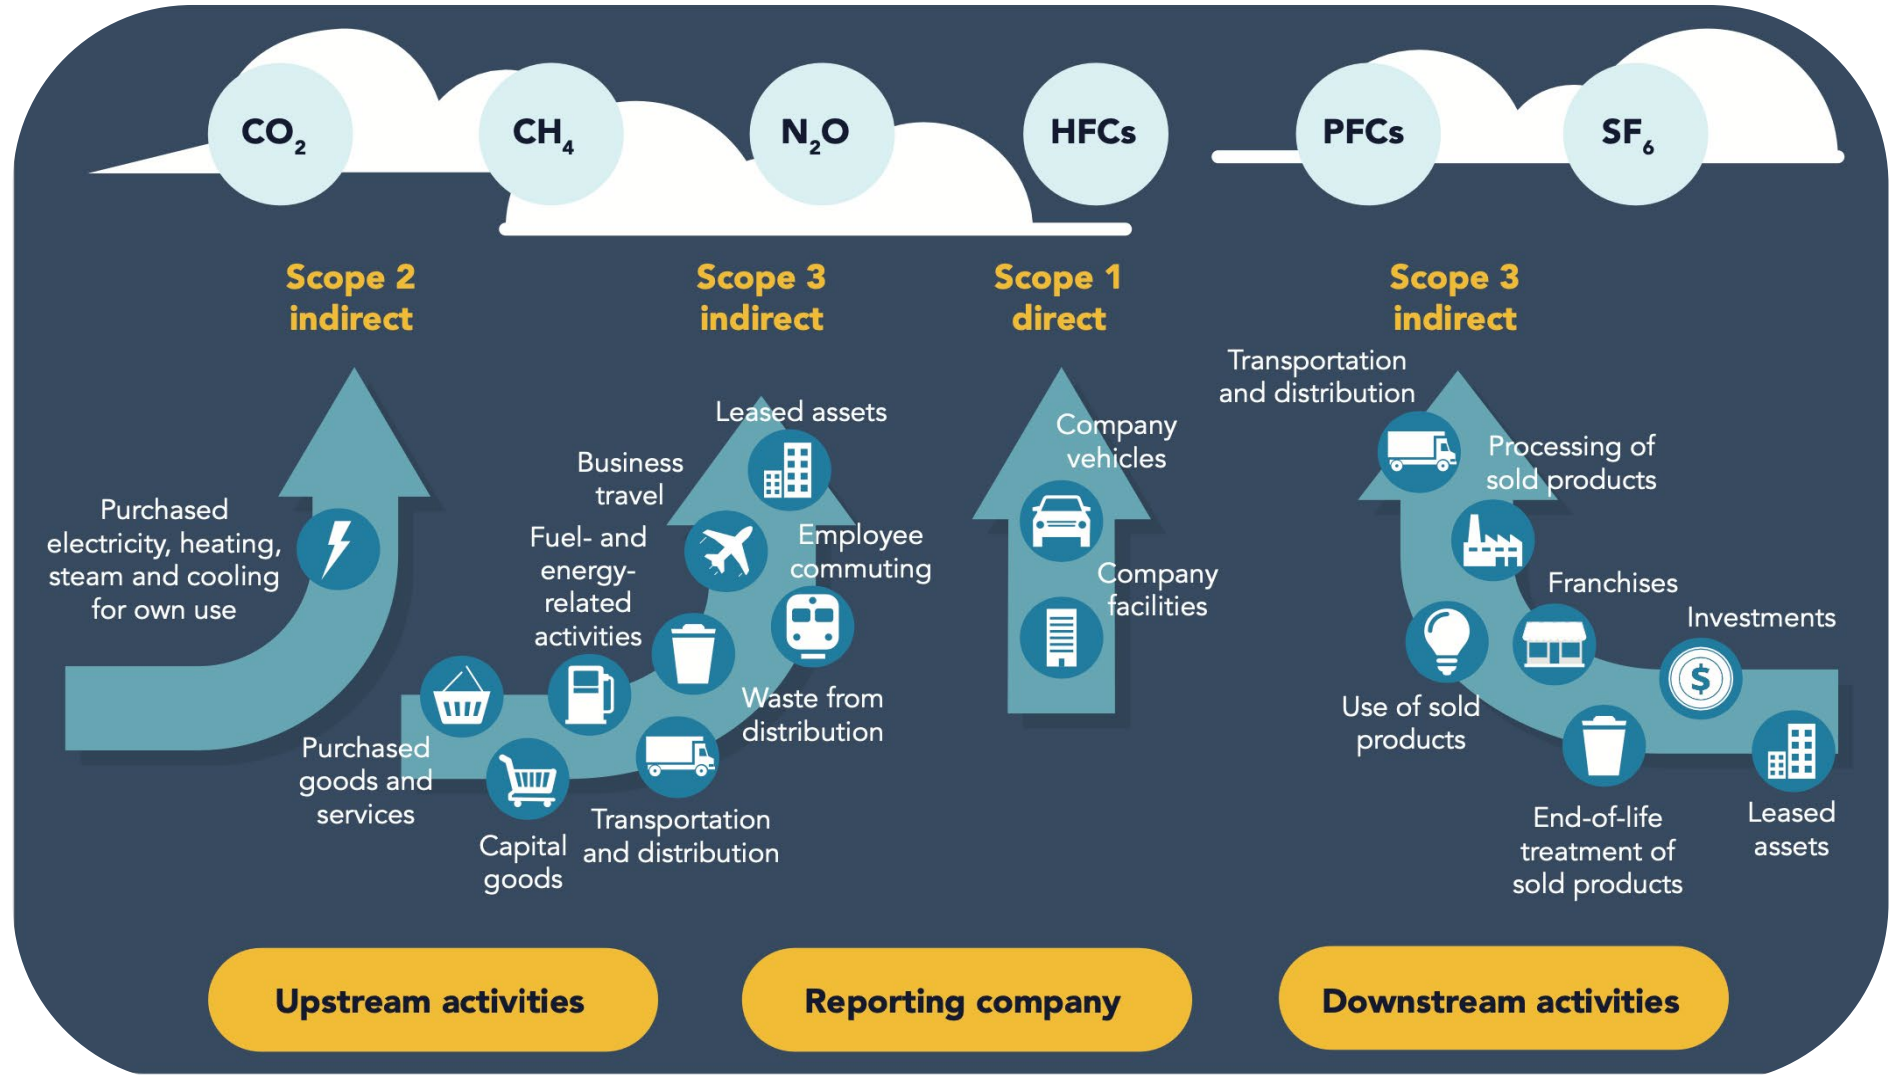 CO2
CH4
N2O
HFCs
PFCs
SF6
Scope 2
indirect
Scope 3
indirect
Scope 1
direct
Scope 3
indirect
Purchased
electricity, heating,
steam and cooling
for own use
Purchased
goods and
services
Capital
goods
Fuel- and
energy-
related
activities
Transportation
and distribution
Business
travel
Waste from
distribution
Leased assets
Employee
commuting
Company
vehicles
Company
facilities
Transportation
and distribution
Processing of
sold products
Use of sold
products
Franchises
End-of-life
treatment of
sold products
Investments
$
Leased
assets
Upstream activities
Reporting company
Downstream activities